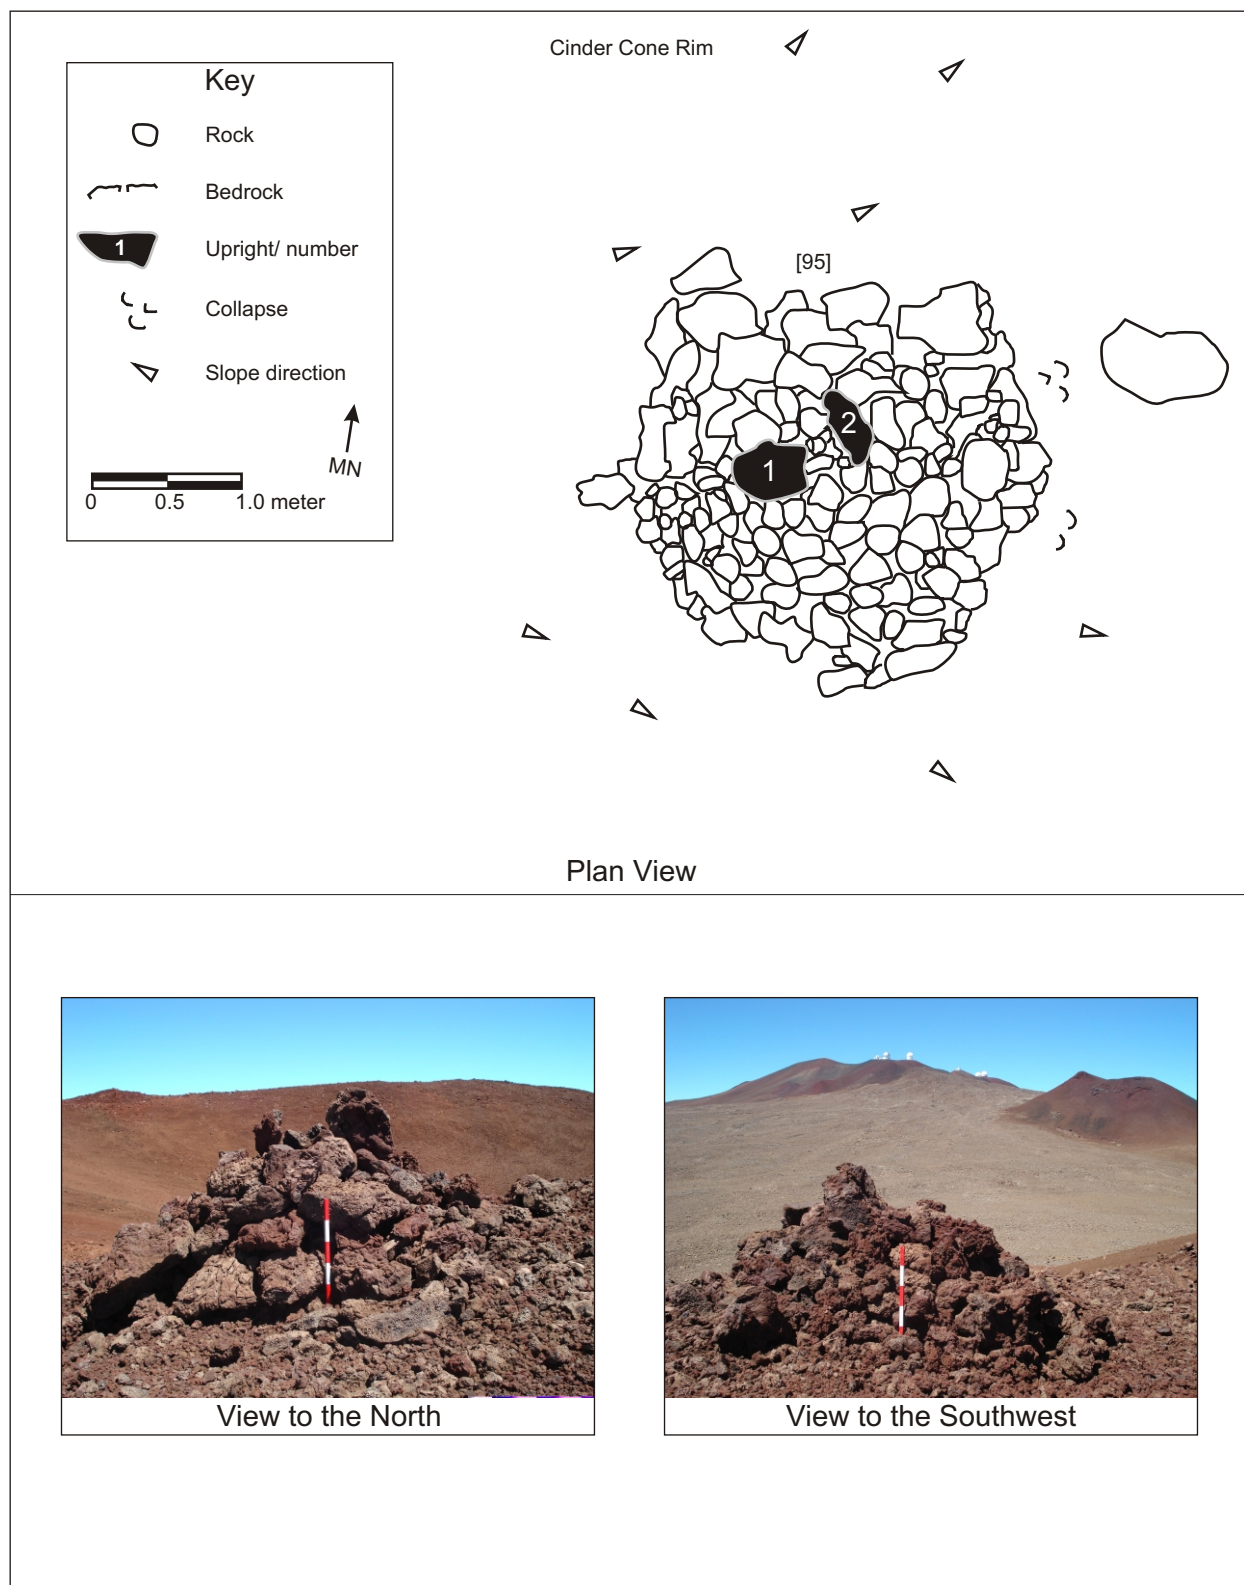 Cinder Cone Rim
Key
Rock
Bedrock
1
Upright/ number
Collapse
Slope direction
MN
0 0.5 1.0 meter
[95]
2
1
Plan View
View to the North
View to the Southwest